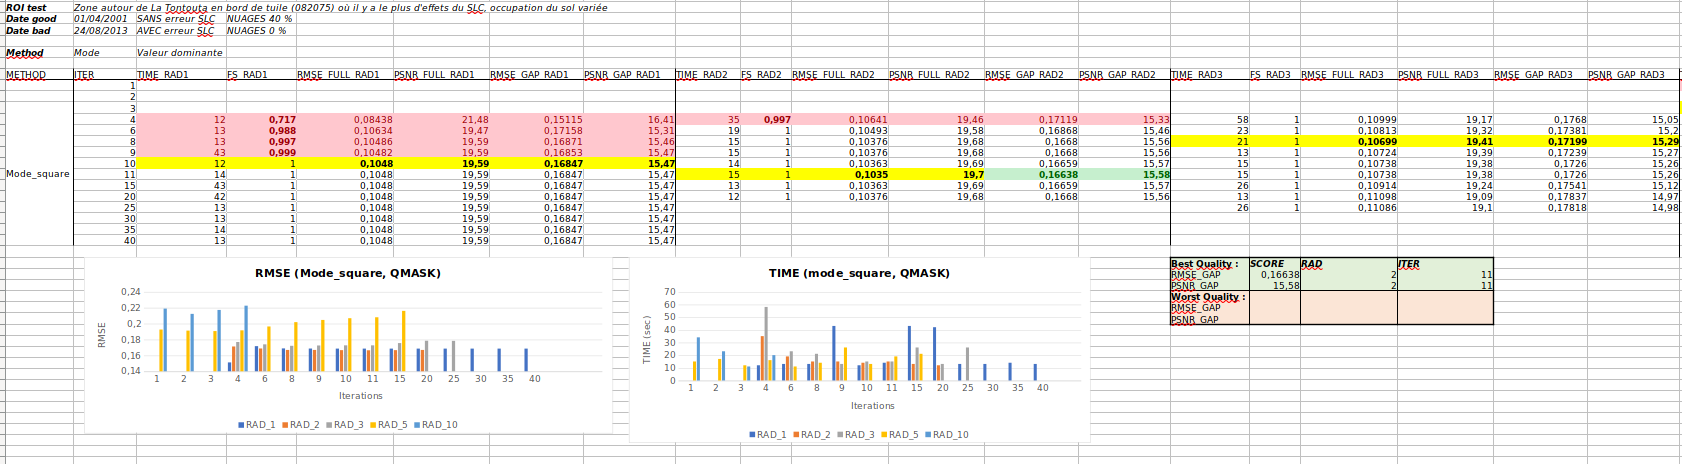 ROI test Zone autour de La Tontouta en bord de tuile (082075) où il y a le plus d'effets du SLC, occupation du sol variée
Date good 01/04/2001 SANS erreur SLC NUAGES 40 %
Date bad 24/08/2013 AVEC erreur SLC NUAGES 0 %
Method Mode Valeur dominante
METHOD ITER TIME_RAD1 FS_RAD1 RMSE_FULL_RAD1 PSNR_FULL_RAD1 RMSE_GAP_RAD1 PSNR_GAP_RAD1 TIME_RAD2 FS_RAD2 RMSE_FULL_RAD2 PSNR_FULL_RAD2 RMSE_GAP_RAD2 PSNR_GAP_RAD2 TIME_RAD3 FS_RAD3 RMSE_FULL_RAD3 PSNR_FULL_RAD3 RMSE_GAP_RAD3 PSNR_GAP_RAD3
1
2
3
4 12 0,717 0,08438 21,48 0,15115 16,41 35 0,997 0,10641 19,46 0,17119 15,33 58 1 0,10999 19,17 0,1768 15,05
6 13 0,988 0,10634 19,47 0,17158 15,31 19 1 0,10493 19,58 0,16868 15,46 23 1 0,10813 19,32 0,17381 15,2
8 13 0,997 0,10486 19,59 0,16871 15,46 15 1 0,10376 19,68 0,1668 15,56 21 1 0,10699 19,41 0,17199 15,29
9 43 0,999 0,10482 19,59 0,16853 15,47 15 1 0,10376 19,68 0,1668 15,56 13 1 0,10724 19,39 0,17239 15,27
10 12 1 0,1048 19,59 0,16847 15,47 14 1 0,10363 19,69 0,16659 15,57 15 1 0,10738 19,38 0,1726 15,26
Mode_square 11 14 1 0,1048 19,59 0,16847 15,47 15 1 0,1035 19,7 0,16638 15,58 15 1 0,10738 19,38 0,1726 15,26
15 43 1 0,1048 19,59 0,16847 15,47 13 1 0,10363 19,69 0,16659 15,57 26 1 0,10914 19,24 0,17541 15,12
20 42 1 0,1048 19,59 0,16847 15,47 12 1 0,10376 19,68 0,1668 15,56 13 1 0,11098 19,09 0,17837 14,97
25 13 1 0,1048 19,59 0,16847 15,47 26 1 0,11086 19,1 0,17818 14,98
30 13 1 0,1048 19,59 0,16847 15,47
35 14 1 0,1048 19,59 0,16847 15,47
40 13 1 0,1048 19,59 0,16847 15,47
RMSE (Mode_square, QMASK)
0,24
0,22
0,2
0,18
0,16
0,14
RMSE
1 2 3 4 6 8 9 10 11 15 20 25 30 35 40
Iterations
RAD_1 RAD_2 RAD_3 RAD_5 RAD_10
TIME (mode_square, QMASK)
70
60
50
40
30
20
10
0
TIME (sec)
1 2 3 4 6 8 9 10 11 15 20 25 30 35 40
Iterations
RAD_1 RAD_2 RAD_3 RAD_5 RAD_10
Best Quality : SCORE RAD ITER
RMSE_GAP 0,16638 2 11
PSNR_GAP 15,58 2 11
Worst Quality :
RMSE_GAP
PSNR_GAP